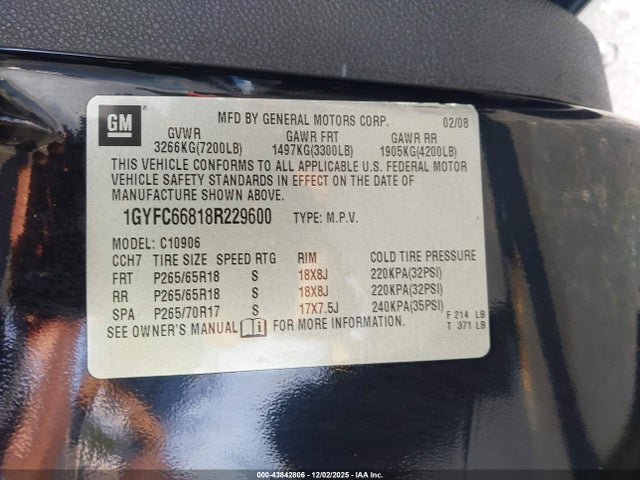 GM
MFD BY GENERAL MOTORS CORP. 02/08
GVWR GAWR FRT GAWR RR
3266KG(7200LB) 1497KG(3300LB) 1905KG(4200LB)
THIS VEHICLE CONFORMS TO ALL APPLICABLE U.S. FEDERAL MOTOR
VEHICLE SAFETY STANDARDS IN EFFECT ON THE DATE OF
MANUFACTURE SHOWN ABOVE.
1GYFC66818R229600 TYPE: M.P.V.
MODEL: C10906
CCH7 TIRE SIZE SPEED RTG RIM COLD TIRE PRESSURE
FRT P265/65R18 S 18X8J 220KPA(32PSI)
RR P265/65R18 S 18X8J 220KPA(32PSI)
SPA P265/70R17 S 17X7.5J 240KPA(35PSI)
F 214 LB
T 371 LB
SEE OWNER'S MANUAL FOR MORE INFORMATION.
000-43842806 • 12/02/2025 • IAA Inc.